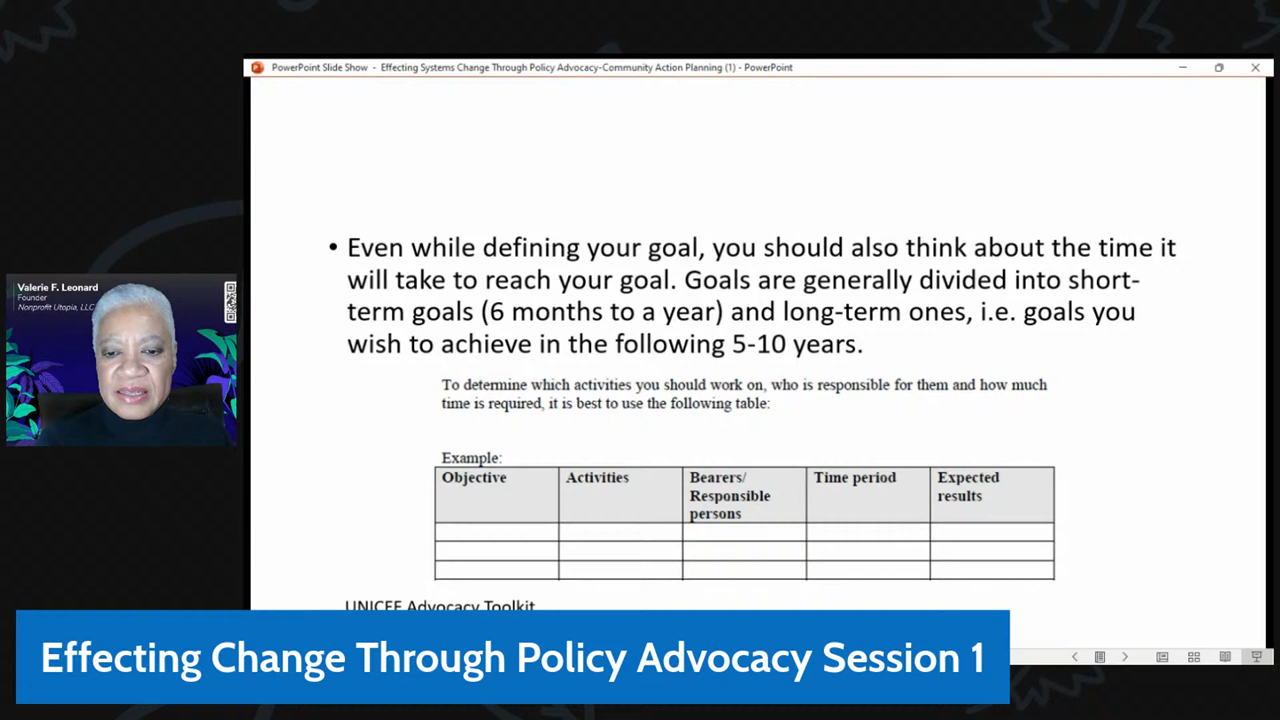 PowerPoint Slide Show - Effecting Systems Change Through Policy Advocacy-Community Action Planning (1) - PowerPoint
• Even while defining your goal, you should also think about the time it
will take to reach your goal. Goals are generally divided into short-
term goals (6 months to a year) and long-term ones, i.e. goals you
wish to achieve in the following 5-10 years.
To determine which activities you should work on, who is responsible for them and how much
time is required, it is best to use the following table:
Example:
Objective
Activities
Bearers/
Responsible
persons
Time period
Expected
results
UNICEF Advocacy Toolkit
Valerie F. Leonard
Founder
Nonprofit Utopia, LLC
Effecting Change Through Policy Advocacy Session 1